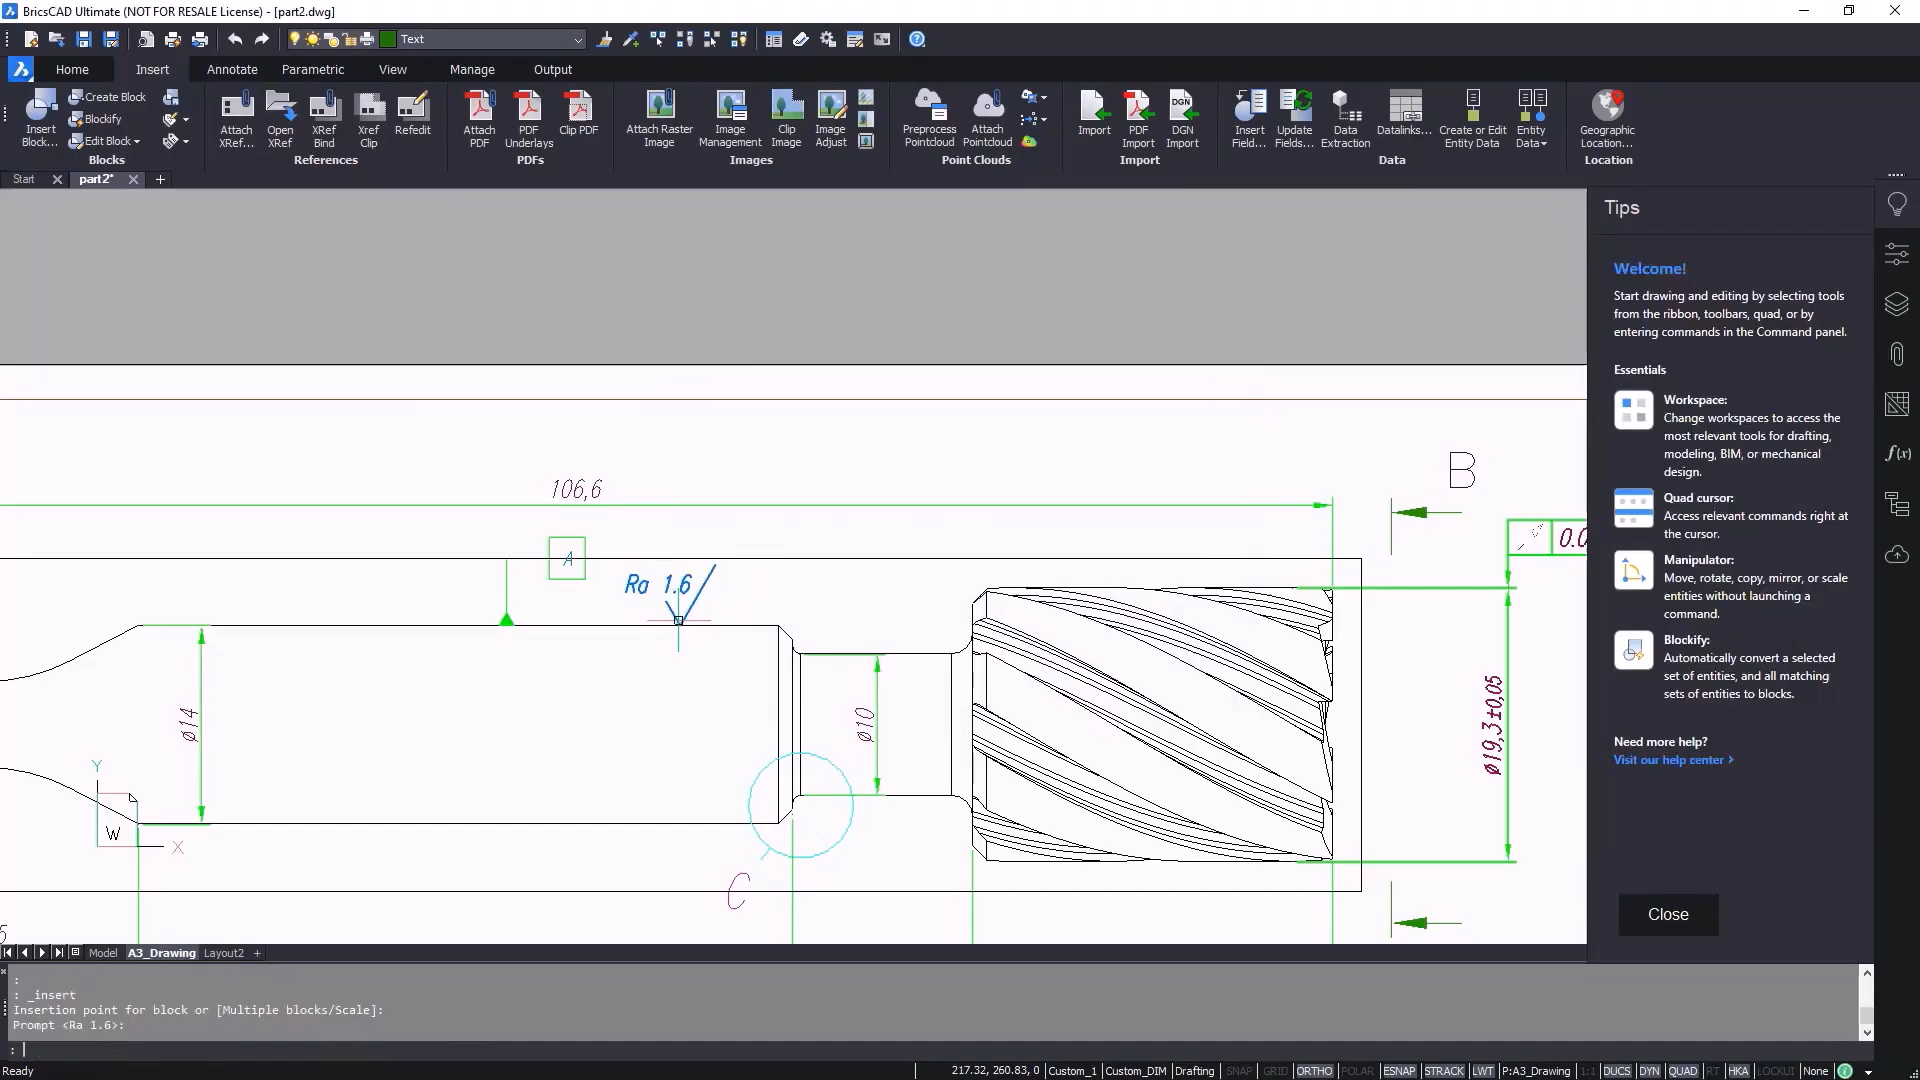 BricsCAD Ultimate (NOT FOR RESALE License) - [part2.dwg]
Text
Home Insert Annotate Parametric View Manage Output
Insert Block...
Create Block
Blockify
Edit Block
Blocks
Attach XRef...
Open XRef
XRef Bind
Xref Clip
Refedit
References
Attach PDF
PDF Underlays
Clip PDF
PDFs
Attach Raster Image
Image Management
Clip Image
Image Adjust
Images
Preprocess Pointcloud
Attach Pointcloud
Point Clouds
Import
PDF Import
DGN Import
Import
Insert Field...
Update Fields...
Data Extraction
Datalinks...
Create or Edit Entity Data
Entity Data
Data
Geographic Location...
Location
Start part2*
106,6
B
A
Ra 1.6
0.0
ø14
ø10
ø19,3±0,05
Y
W
X
C
5
Tips
Welcome!
Start drawing and editing by selecting tools
from the ribbon, toolbars, quad, or by
entering commands in the Command panel.
Essentials
Workspace:
Change workspaces to access the
most relevant tools for drafting,
modeling, BIM, or mechanical
design.
Quad cursor:
Access relevant commands right at
the cursor.
Manipulator:
Move, rotate, copy, mirror, or scale
entities without launching a
command.
Blockify:
Automatically convert a selected
set of entities, and all matching
sets of entities to blocks.
Need more help?
Visit our help center >
Close
f(x)
Model A3_Drawing Layout2 +
:
: _insert
Insertion point for block or [Multiple blocks/Scale]:
Prompt <Ra 1.6>:
:
Ready
217.32, 260.83, 0 Custom_1 Custom_DIM Drafting SNAP GRID ORTHO POLAR ESNAP STRACK LWT P:A3_Drawing 1:1 DUCS DYN QUAD RT HKA LOCKUI None